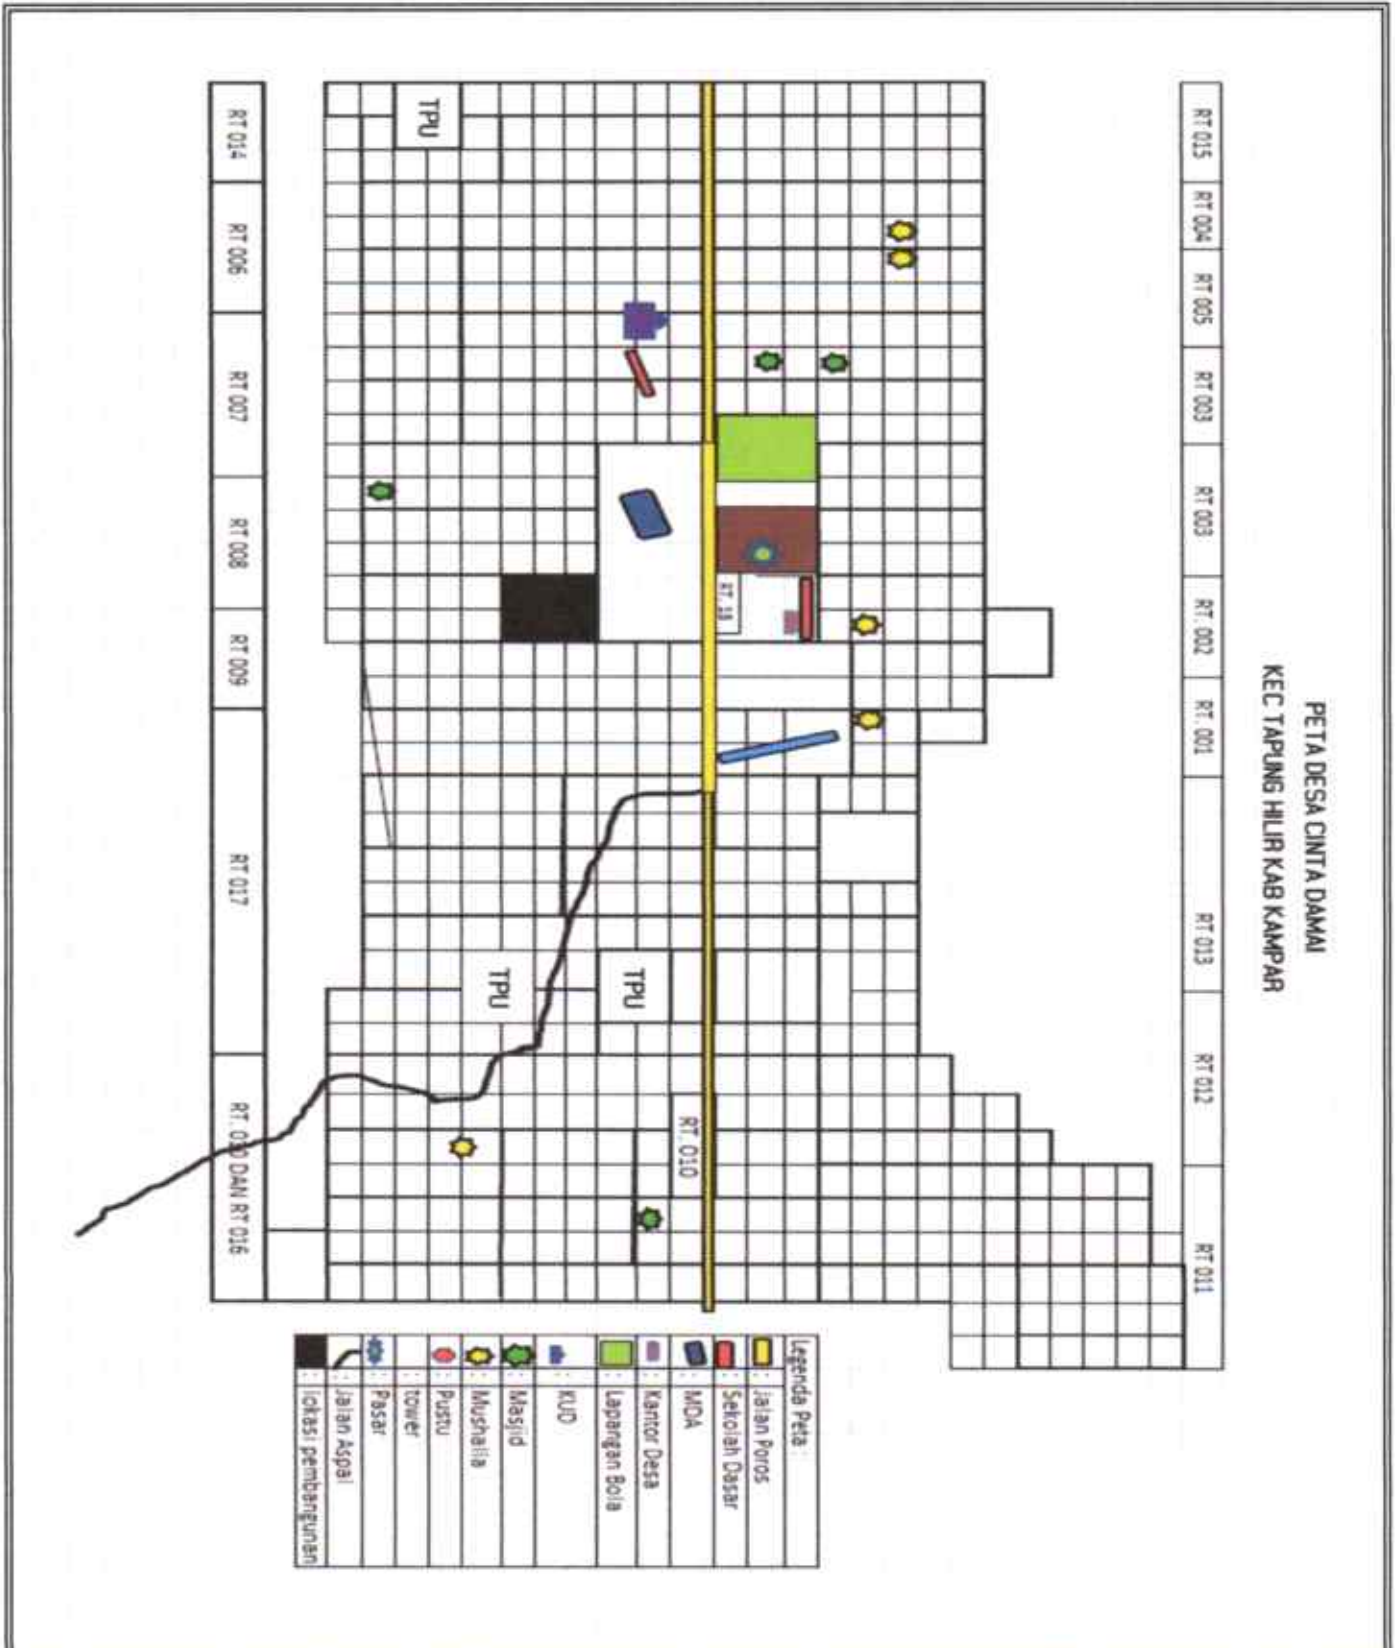 PETA DESA CINTA DAMAI
KEC TAPUNG HILIR KAB KAMPAR
RT 015
RT 004
RT 005
RT 003
RT 003
RT. 002
RT. 001
RT 013
RT 012
RT 011
RT. 18
RT. 010
TPU
TPU
TPU
RT 014
RT 006
RT 007
RT 008
RT 009
RT 017
RT. 010 DAN RT 016
Legenda Peta :
: Jalan Poros
: Sekolah Dasar
: MDA
: Kantor Desa
: Lapangan Bola
: KUD
: Masjid
: Mushalla
: Pustu
: tower
: Pasar
: Jalan Aspal
: lokasi pembangunan